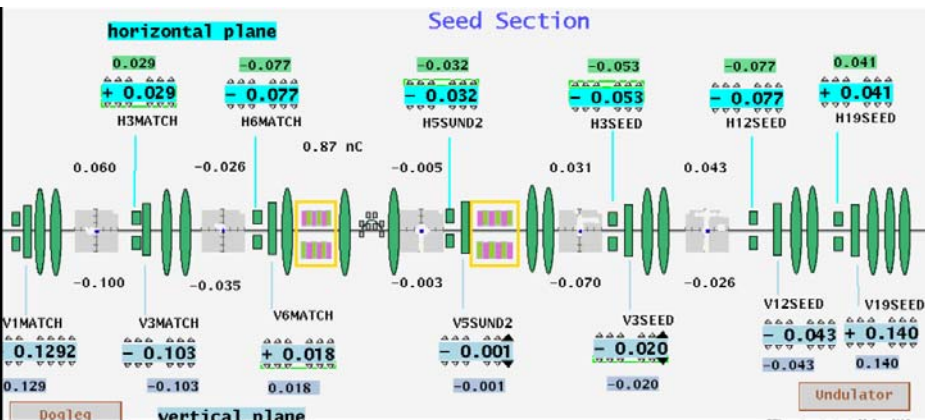 Seed Section
horizontal plane
0.029 -0.077 -0.032 -0.053 -0.077 0.041
+ 0.029 - 0.077 - 0.032 - 0.053 - 0.077 + 0.041
H3MATCH H6MATCH H5SUND2 H3SEED H12SEED H19SEED
0.87 nC
0.060 -0.026 -0.005 0.031 0.043
-0.100 -0.035 -0.003 -0.070 -0.026
V1MATCH V3MATCH V6MATCH V5SUND2 V3SEED V12SEED V19SEED
0.1292 - 0.103 + 0.018 - 0.001 - 0.020 - 0.043 + 0.140
0.129 -0.103 0.018 -0.001 -0.020 -0.043 0.140
Dogleg vertical plane Undulator